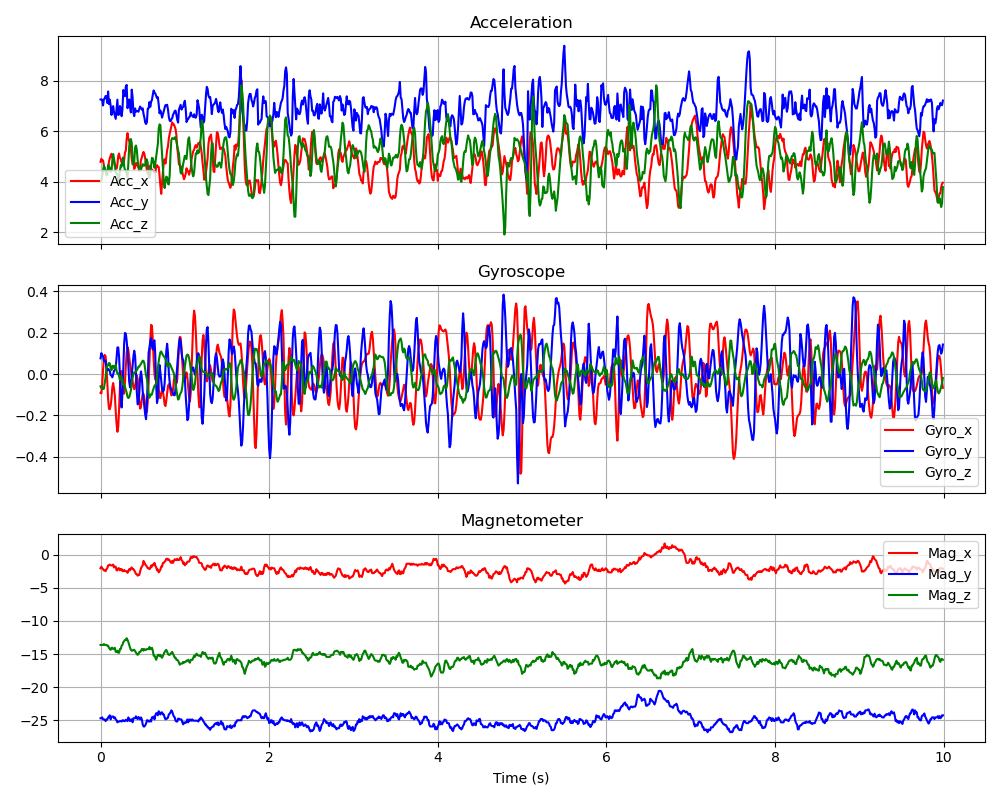 Acceleration
8
6
4
2
Acc_x
Acc_y
Acc_z
Gyroscope
0.4
0.2
0.0
−0.2
−0.4
Gyro_x
Gyro_y
Gyro_z
Magnetometer
0
−5
−10
−15
−20
−25
Mag_x
Mag_y
Mag_z
0 2 4 6 8 10
Time (s)